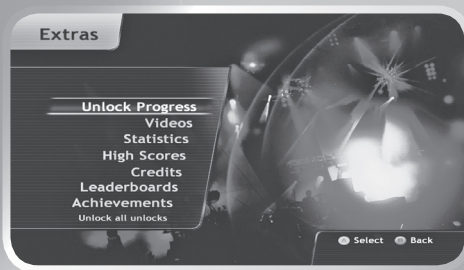 Extras
Unlock Progress
Videos
Statistics
High Scores
Credits
Leaderboards
Achievements
Unlock all unlocks
Select Back